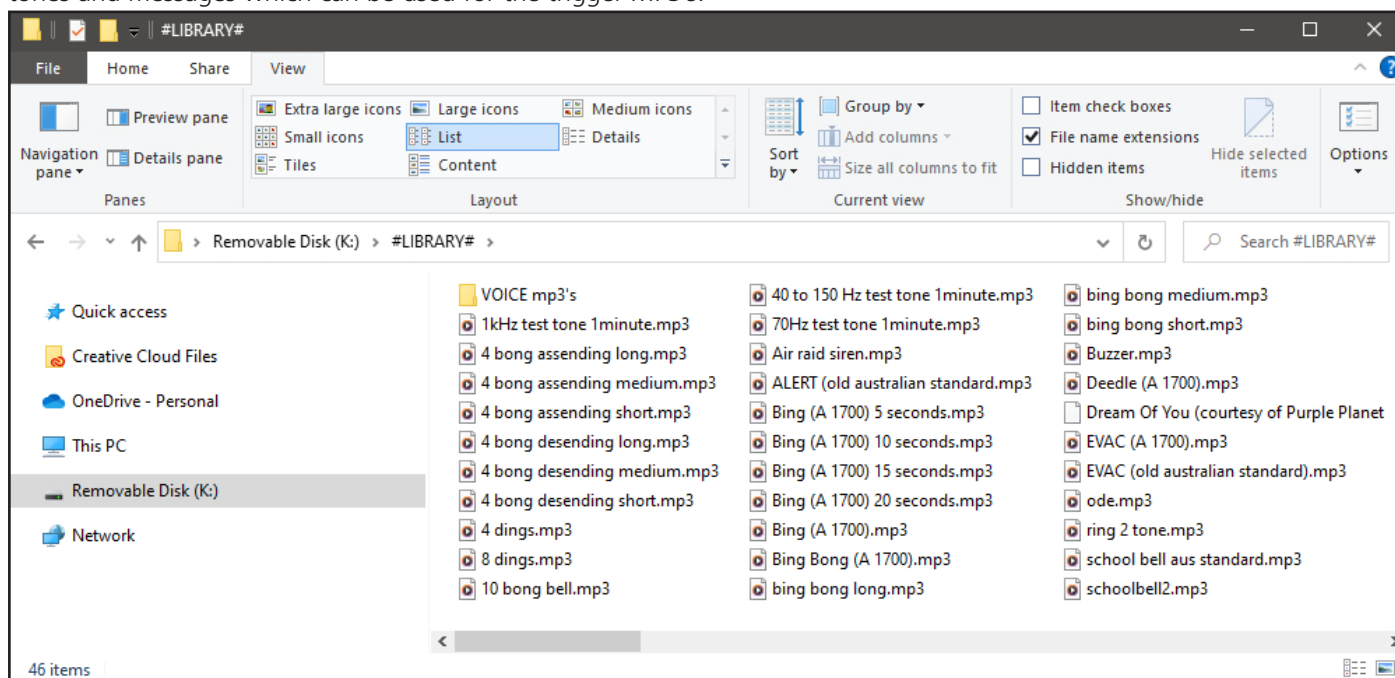 tones and messages which can be used for the trigger mp3s.
#LIBRARY#
File Home Share View
Extra large icons Large icons Medium icons
Small icons List Details
Tiles Content
Preview pane
Details pane
Navigation
pane
Sort
by
Group by
Add columns
Size all columns to fit
Item check boxes
File name extensions
Hidden items
Hide selected
items
Options
Panes Layout Current view Show/hide
Removable Disk (K:) > #LIBRARY# >
Search #LIBRARY#
Quick access
Creative Cloud Files
OneDrive - Personal
This PC
Removable Disk (K:)
Network
VOICE mp3's
1kHz test tone 1minute.mp3
4 bong assending long.mp3
4 bong assending medium.mp3
4 bong assending short.mp3
4 bong desending long.mp3
4 bong desending medium.mp3
4 bong desending short.mp3
4 dings.mp3
8 dings.mp3
10 bong bell.mp3
40 to 150 Hz test tone 1minute.mp3
70Hz test tone 1minute.mp3
Air raid siren.mp3
ALERT (old australian standard.mp3
Bing (A 1700) 5 seconds.mp3
Bing (A 1700) 10 seconds.mp3
Bing (A 1700) 15 seconds.mp3
Bing (A 1700) 20 seconds.mp3
Bing (A 1700).mp3
Bing Bong (A 1700).mp3
bing bong long.mp3
bing bong medium.mp3
bing bong short.mp3
Buzzer.mp3
Deedle (A 1700).mp3
Dream Of You (courtesy of Purple Planet
EVAC (A 1700).mp3
EVAC (old australian standard).mp3
ode.mp3
ring 2 tone.mp3
school bell aus standard.mp3
schoolbell2.mp3
46 items